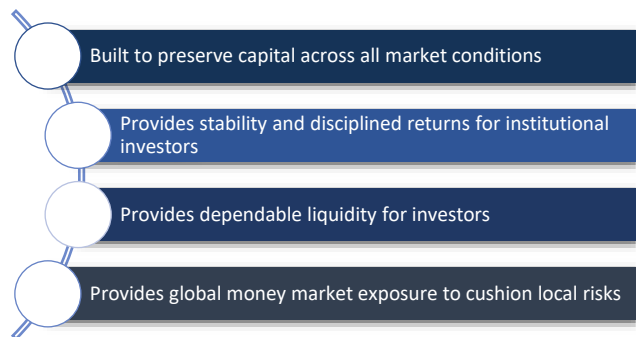 Built to preserve capital across all market conditions
Provides stability and disciplined returns for institutional
investors
Provides dependable liquidity for investors
Provides global money market exposure to cushion local risks